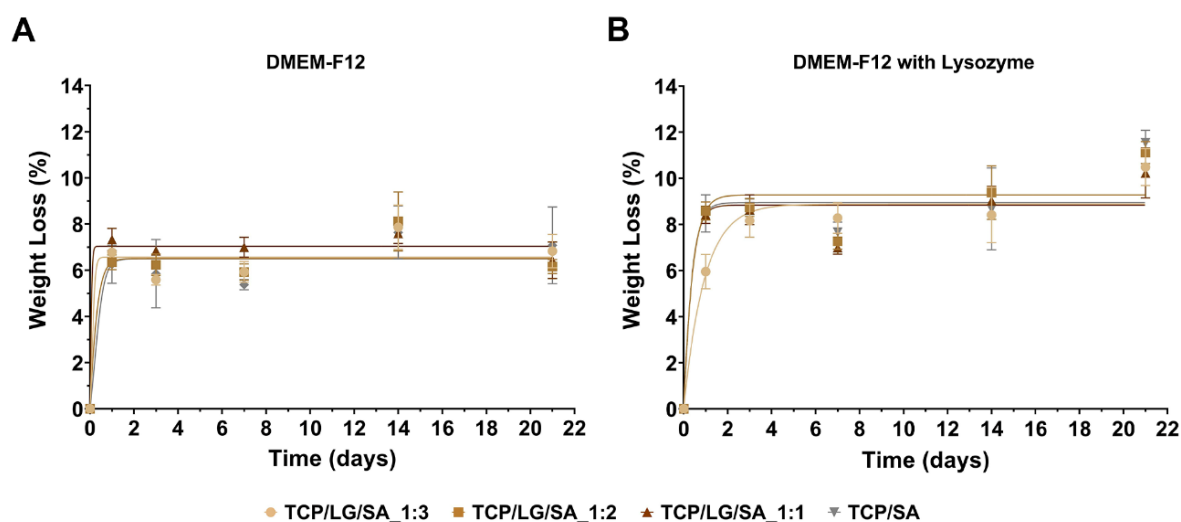 A
DMEM-F12
Weight Loss (%)
14
12
10
8
6
4
2
0
0 2 4 6 8 10 12 14 16 18 20 22
Time (days)
B
DMEM-F12 with Lysozyme
Weight Loss (%)
14
12
10
8
6
4
2
0
0 2 4 6 8 10 12 14 16 18 20 22
Time (days)
TCP/LG/SA_1:3 TCP/LG/SA_1:2 TCP/LG/SA_1:1 TCP/SA